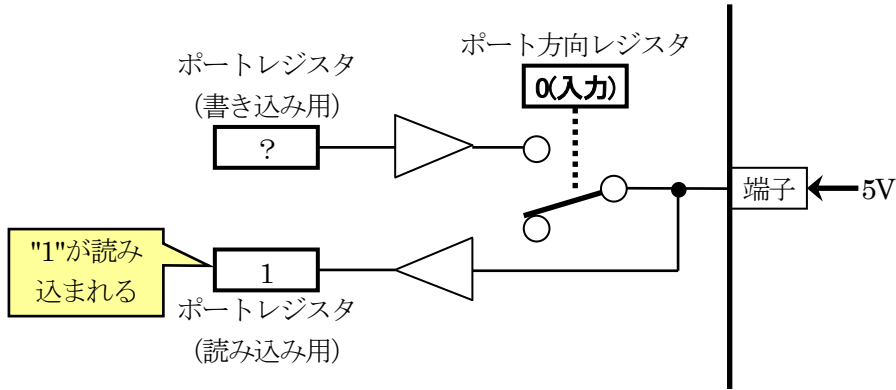 ポート方向レジスタ
0(入力)
ポートレジスタ
(書き込み用)
?
端子
5V
"1"が読み
込まれる
1
ポートレジスタ
(読み込み用)